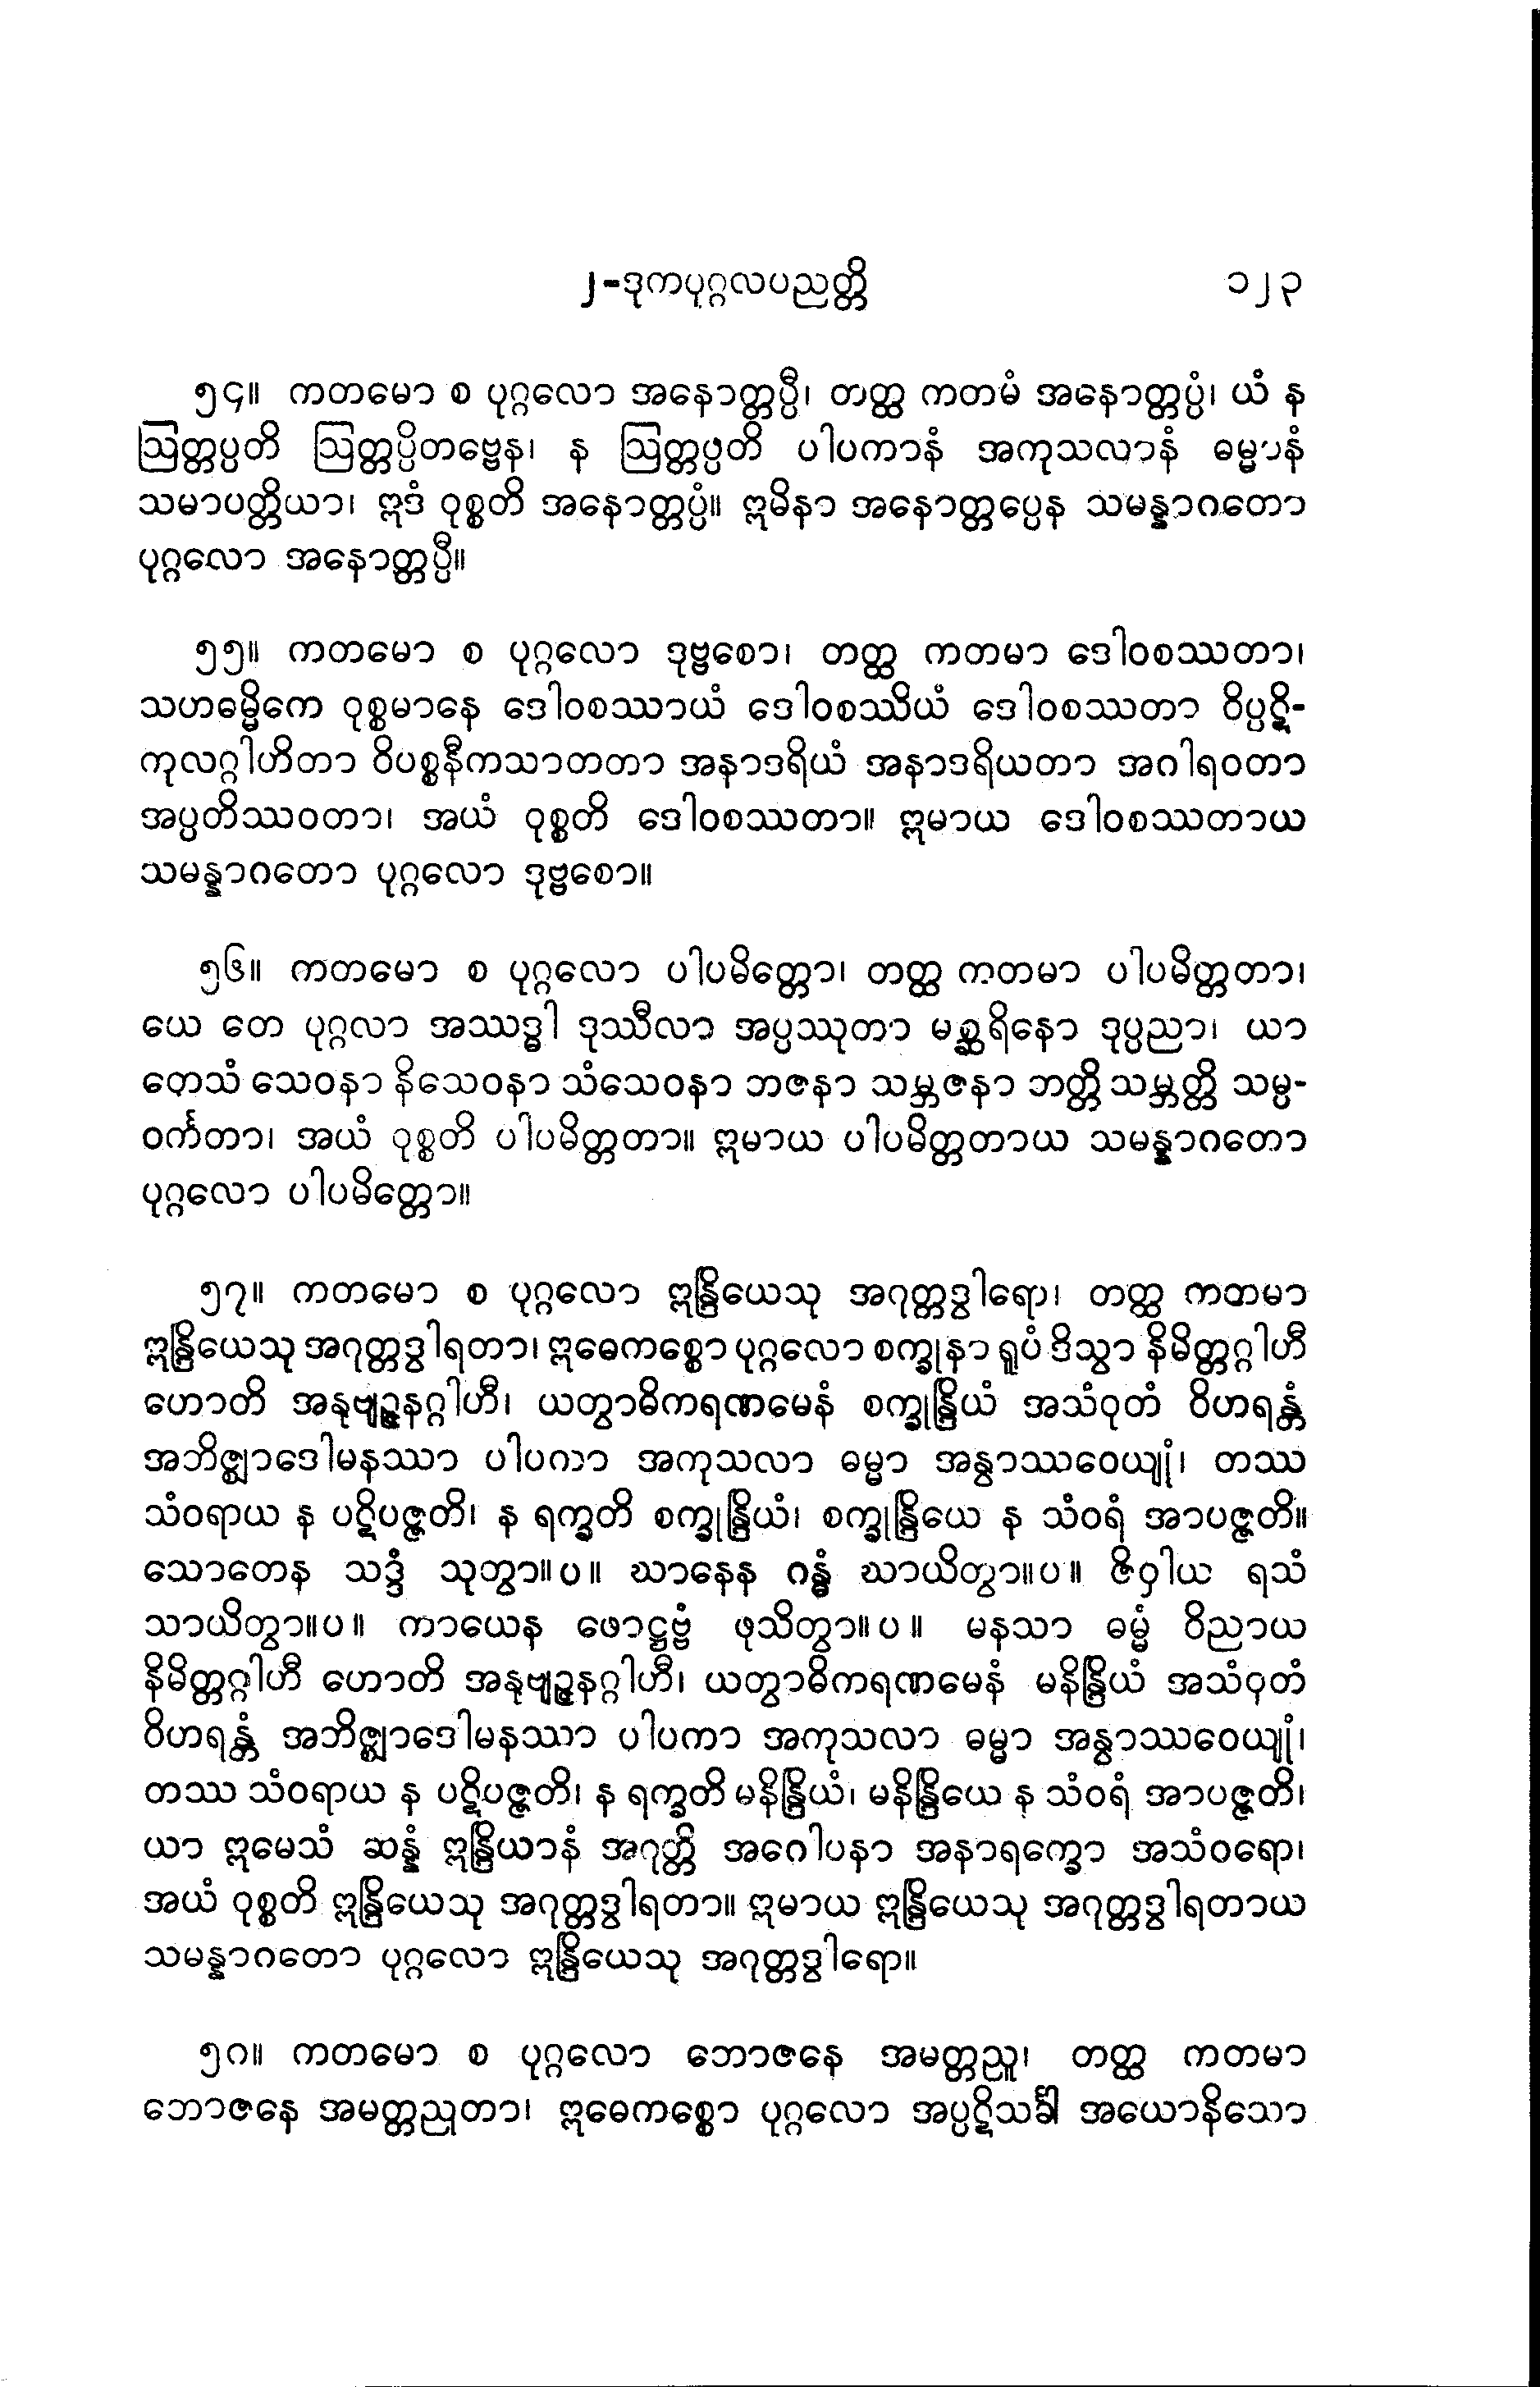 ၂-ဒုကပုဂ္ဂလပညတ္တိ ၁၂၃
၅၄။ ကတမော စ ပုဂ္ဂလော အနောတ္တပ္ပီ၊ တတ္ထ ကတမံ အနောတ္တပ္ပံ၊ ယံ န
ဩတ္တပ္ပတိ ဩတ္တပ္ပိတဗ္ဗေန၊ န ဩတ္တပ္ပတိ ပါပကာနံ အကုသလာနံ ဓမ္မာနံ
သမာပတ္တိယာ၊ ဣဒံ ဝုစ္စတိ အနောတ္တပ္ပံ။ ဣမိနာ အနောတ္တပ္ပေန သမန္နာဂတော
ပုဂ္ဂလော အနောတ္တပ္ပီ။
၅၅။ ကတမော စ ပုဂ္ဂလော ဒုဗ္ဗစော၊ တတ္ထ ကတမာ ဒေါဝစဿတာ၊
သဟဓမ္မိကေ ဝုစ္စမာနေ ဒေါဝစဿာယံ ဒေါဝစဿိယံ ဒေါဝစဿတာ ဝိပ္ပဋိ-
ကုလဂ္ဂါဟိတာ ဝိပစ္စနီကသာတတာ အနာဒရိယံ အနာဒရိယတာ အဂါရဝတာ
အပ္ပတိဿဝတာ၊ အယံ ဝုစ္စတိ ဒေါဝစဿတာ။ ဣမာယ ဒေါဝစဿတာယ
သမန္နာဂတော ပုဂ္ဂလော ဒုဗ္ဗစော။
၅၆။ ကတမော စ ပုဂ္ဂလော ပါပမိတ္တော၊ တတ္ထ ကတမာ ပါပမိတ္တတာ၊
ယေ တေ ပုဂ္ဂလာ အဿဒ္ဓါ ဒုဿီလာ အပ္ပဿုတာ မစ္ဆရိနော ဒုပ္ပညာ၊ ယာ
တေသံ သေဝနာ နိသေဝနာ သံသေဝနာ ဘဇနာ သမ္ဘဇနာ ဘတ္တိ သမ္ဘတ္တိ သမ္ပ-
ဝင်္ကတာ၊ အယံ ဝုစ္စတိ ပါပမိတ္တတာ။ ဣမာယ ပါပမိတ္တတာယ သမန္နာဂတော
ပုဂ္ဂလော ပါပမိတ္တော။
၅၇။ ကတမော စ ပုဂ္ဂလော ဣန္ဒြိယေသု အဂုတ္တဒွါရော၊ တတ္ထ ကတမာ
ဣန္ဒြိယေသု အဂုတ္တဒွါရတာ၊ ဣဓေကစ္စော ပုဂ္ဂလော စက္ခုနာ ရူပံ ဒိသွာ နိမိတ္တဂ္ဂါဟီ
ဟောတိ အနုဗျဉ္ဇနဂ္ဂါဟီ၊ ယတွာဓိကရဏမေနံ စက္ခုန္ဒြိယံ အသံဝုတံ ဝိဟရန္တံ
အဘိဇ္ဈာဒေါမနဿာ ပါပကာ အကုသလာ ဓမ္မာ အနွာဿဝေယျုံ၊ တဿ
သံဝရာယ န ပဋိပဇ္ဇတိ၊ န ရက္ခတိ စက္ခုန္ဒြိယံ၊ စက္ခုန္ဒြိယေ န သံဝရံ အာပဇ္ဇတိ။
သောတေန သဒ္ဒံ သုတွာ။ပ။ ဃာနေန ဂန္ဓံ ဃာယိတွာ။ပ။ ဇိဝှါယ ရသံ
သာယိတွာ။ပ။ ကာယေန ဖောဋ္ဌဗ္ဗံ ဖုသိတွာ။ပ။ မနသာ ဓမ္မံ ဝိညာယ
နိမိတ္တဂ္ဂါဟီ ဟောတိ အနုဗျဉ္ဇနဂ္ဂါဟီ၊ ယတွာဓိကရဏမေနံ မနိန္ဒြိယံ အသံဝုတံ
ဝိဟရန္တံ အဘိဇ္ဈာဒေါမနဿာ ပါပကာ အကုသလာ ဓမ္မာ အနွာဿဝေယျုံ၊
တဿ သံဝရာယ န ပဋိပဇ္ဇတိ၊ န ရက္ခတိ မနိန္ဒြိယံ၊ မနိန္ဒြိယေ န သံဝရံ အာပဇ္ဇတိ၊
ယာ ဣမေသံ ဆန္နံ ဣန္ဒြိယာနံ အဂုတ္တိ အဂေါပနာ အနာရက္ခော အသံဝရော၊
အယံ ဝုစ္စတိ ဣန္ဒြိယေသု အဂုတ္တဒွါရတာ။ ဣမာယ ဣန္ဒြိယေသု အဂုတ္တဒွါရတာယ
သမန္နာဂတော ပုဂ္ဂလော ဣန္ဒြိယေသု အဂုတ္တဒွါရော။
၅၈။ ကတမော စ ပုဂ္ဂလော ဘောဇနေ အမတ္တညူ၊ တတ္ထ ကတမာ
ဘောဇနေ အမတ္တညုတာ၊ ဣဓေကစ္စော ပုဂ္ဂလော အပ္ပဋိသင်္ခါ အယောနိသော